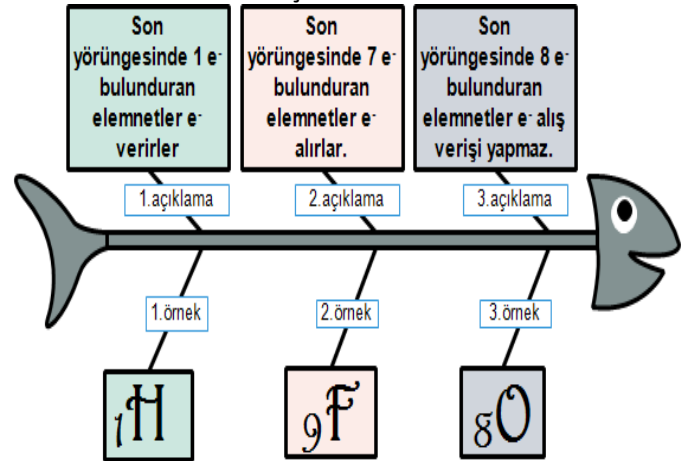 Son
yörüngesinde 1 e-
bulunduran
elemnetler e-
verirler
Son
yörüngesinde 7 e-
bulunduran
elemnetler e-
alırlar.
Son
yörüngesinde 8 e-
bulunduran
elemnetler e- alış
verişi yapmaz.
1.açıklama
2.açıklama
3.açıklama
1.örnek
2.örnek
3.örnek
1H
9F
8O